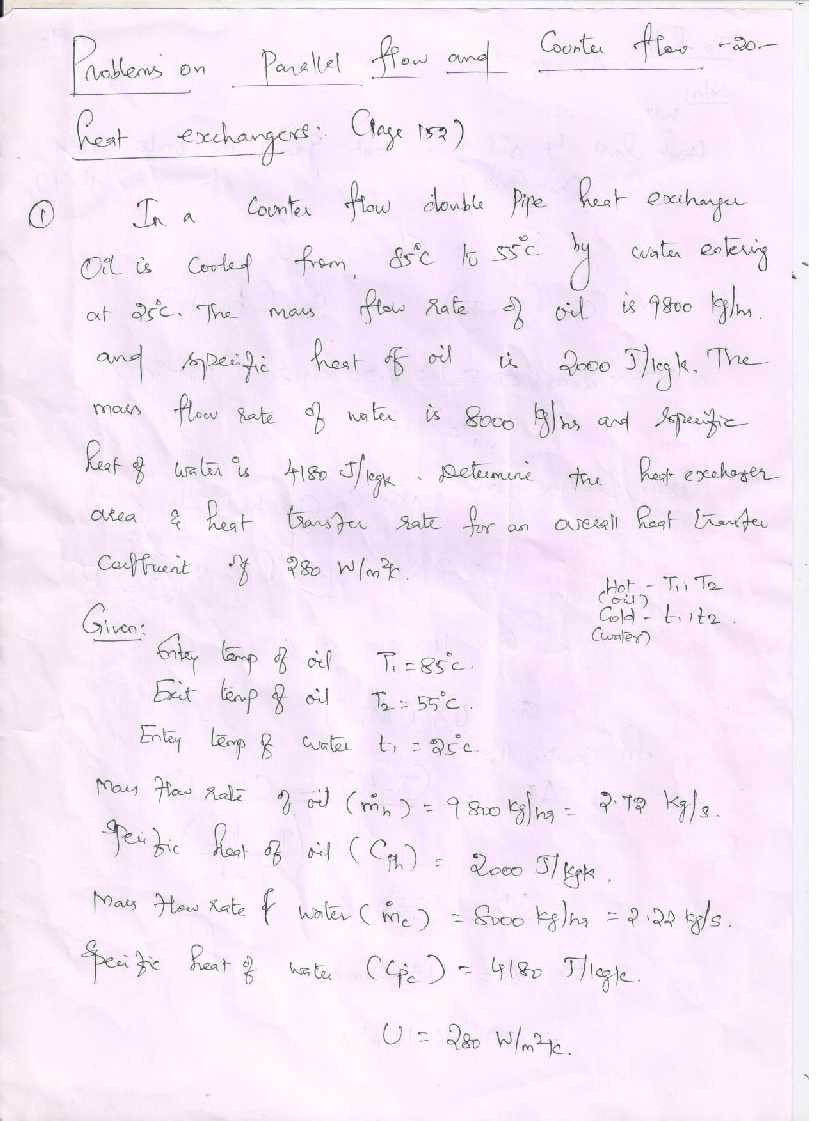 Problems on Parallel flow and Counter flow -20-
heat exchangers: (Page 152)
① In a Counter flow double pipe heat exchanger
Oil is Cooled from 85°c to 55°c by water entering
at 25°c. The mass flow rate of oil is 9800 kg/hr.
and specific heat of oil is 2000 J/kgk. The
mass flow rate of water is 8000 kg/hr and specific
heat of water is 4180 J/kgk. Determine the heat exchager
area & heat transfer rate for an overall heat transfer
Coefficient of 280 W/m²k.
Hot - T1, T2
(oil)
Cold - t1, t2.
(water)
Given:
Entry temp of oil T1 = 85°c.
Exit temp of oil T2 = 55°c.
Entry temp of water t1 = 25°c.
Mass flow rate of oil (ṁh) = 9800 kg/hr = 2.72 kg/s.
Specific heat of oil (Cph) = 2000 J/kgk.
Mass flow rate of water (ṁc) = 8000 kg/hr = 2.22 kg/s.
Specific heat of water (Cpc) = 4180 J/kgk.
U = 280 W/m²k.